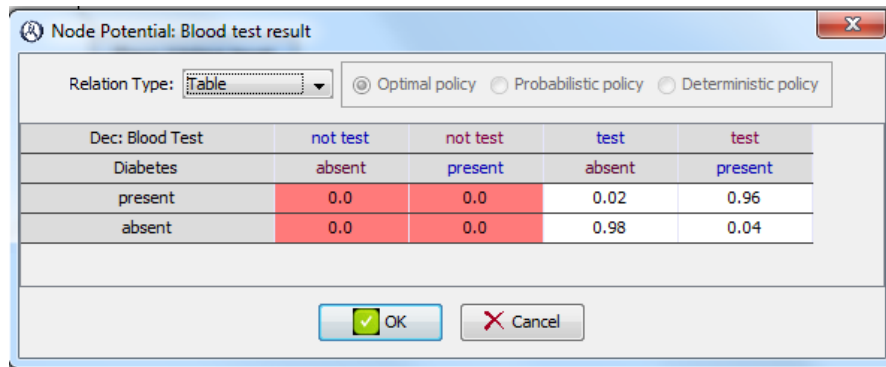 Node Potential: Blood test result
Relation Type: Table Optimal policy Probabilistic policy Deterministic policy
Dec: Blood Test not test not test test test
Diabetes absent present absent present
present 0.0 0.0 0.02 0.96
absent 0.0 0.0 0.98 0.04
OK Cancel